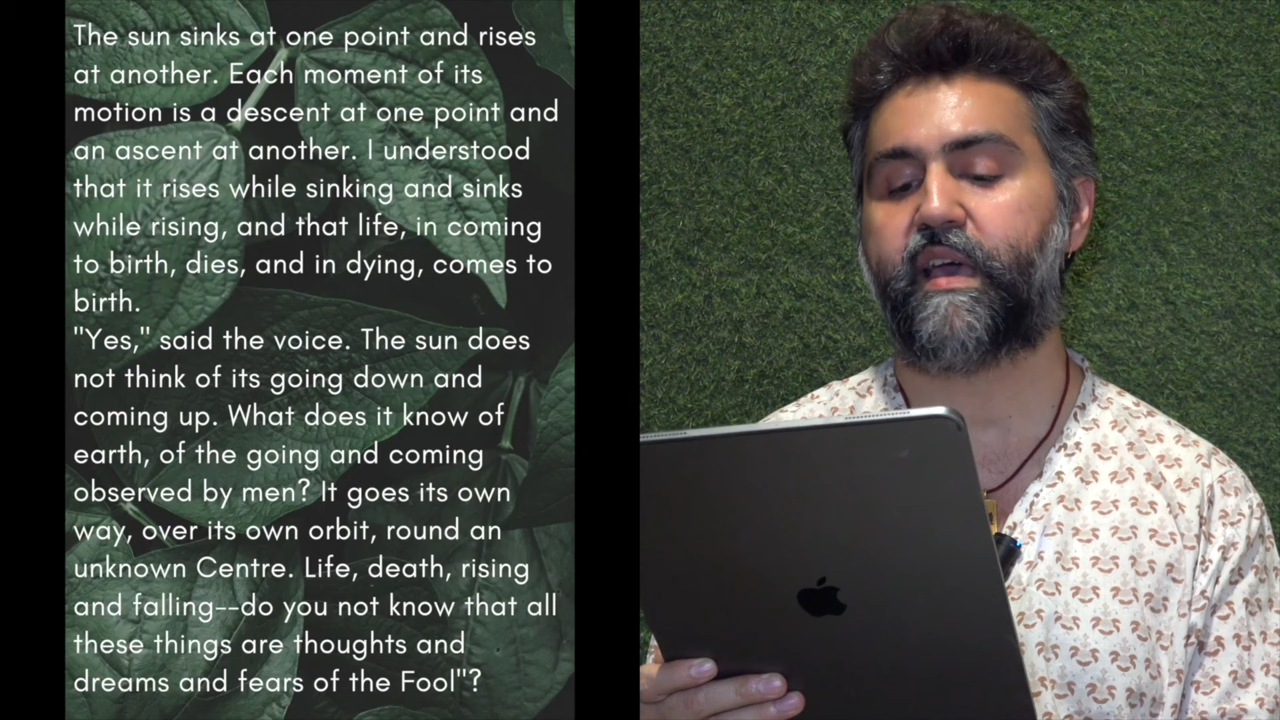 The sun sinks at one point and rises
at another. Each moment of its
motion is a descent at one point and
an ascent at another. I understood
that it rises while sinking and sinks
while rising, and that life, in coming
to birth, dies, and in dying, comes to
birth.
"Yes," said the voice. The sun does
not think of its going down and
coming up. What does it know of
earth, of the going and coming
observed by men? It goes its own
way, over its own orbit, round an
unknown Centre. Life, death, rising
and falling--do you not know that all
these things are thoughts and
dreams and fears of the Fool"?